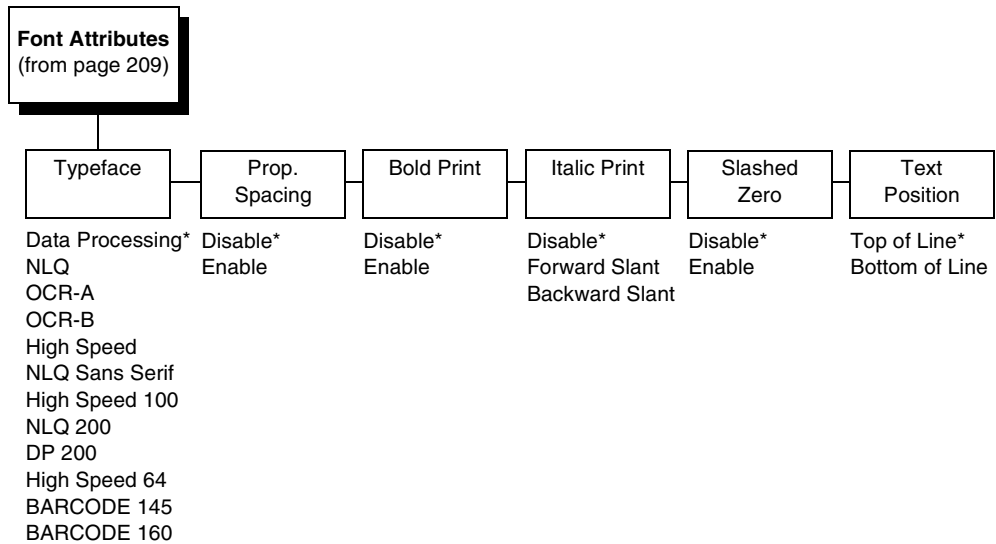 Font Attributes
(from page 209)
Typeface
Prop.
Spacing
Bold Print
Italic Print
Slashed
Zero
Text
Position
Data Processing*
NLQ
OCR-A
OCR-B
High Speed
NLQ Sans Serif
High Speed 100
NLQ 200
DP 200
High Speed 64
BARCODE 145
BARCODE 160
Disable*
Enable
Disable*
Enable
Disable*
Forward Slant
Backward Slant
Disable*
Enable
Top of Line*
Bottom of Line